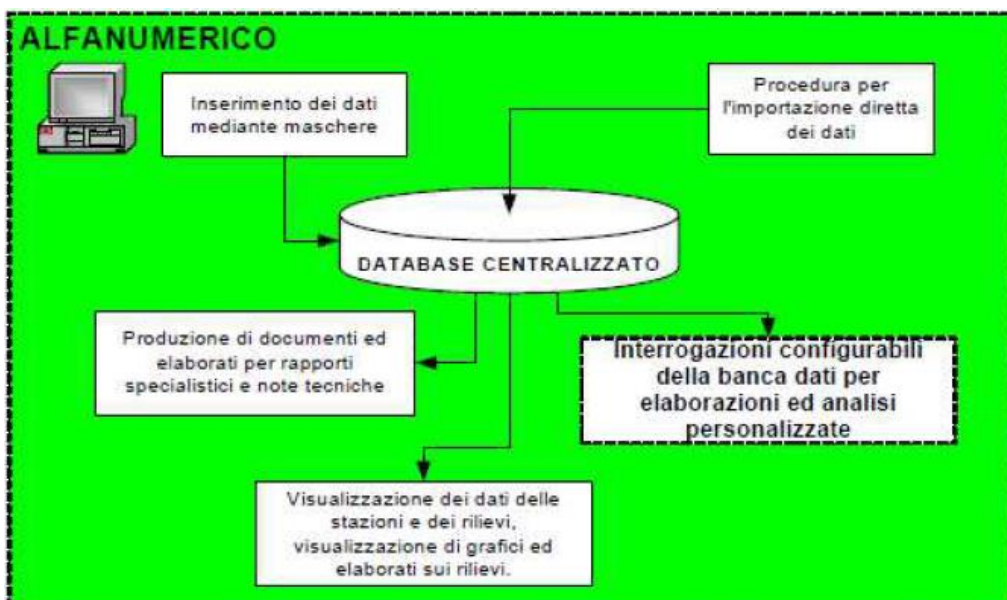 ALFANUMERICO
Inserimento dei dati
mediante maschere
Procedura per
l'importazione diretta
dei dati
DATABASE CENTRALIZZATO
Produzione di documenti ed
elaborati per rapporti
specialistici e note tecniche
Interrogazioni configurabili
della banca dati per
elaborazioni ed analisi
personalizzate
Visualizzazione dei dati delle
stazioni e dei rilievi,
visualizzazione di grafici ed
elaborati sui rilievi.